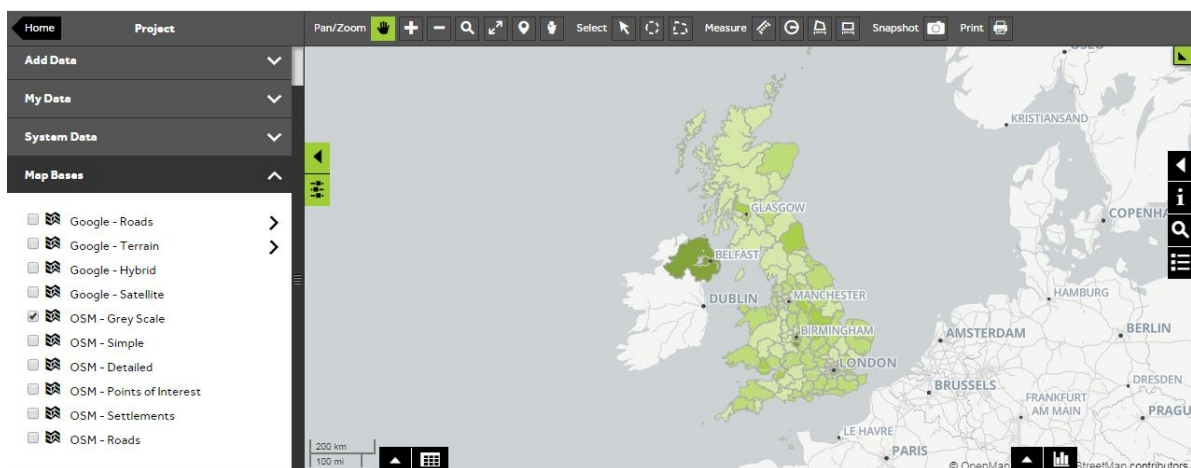 Home
Project
Pan/Zoom
Select
Measure
Snapshot
Print
Add Data
My Data
System Data
Map Bases
Google - Roads
Google - Terrain
Google - Hybrid
Google - Satellite
OSM - Grey Scale
OSM - Simple
OSM - Detailed
OSM - Points of Interest
OSM - Settlements
OSM - Roads
KRISTIANSAND
GLASGOW
BELFAST
DUBLIN
MANCHESTER
BIRMINGHAM
LONDON
HAMBURG
AMSTERDAM
BERLIN
BRUSSELS
DRESDEN
FRANKFURT
AM MAIN
PRAGU
LE HAVRE
PARIS
COPENHA
200 km
100 mi
© OpenMap
StreetMap contributors